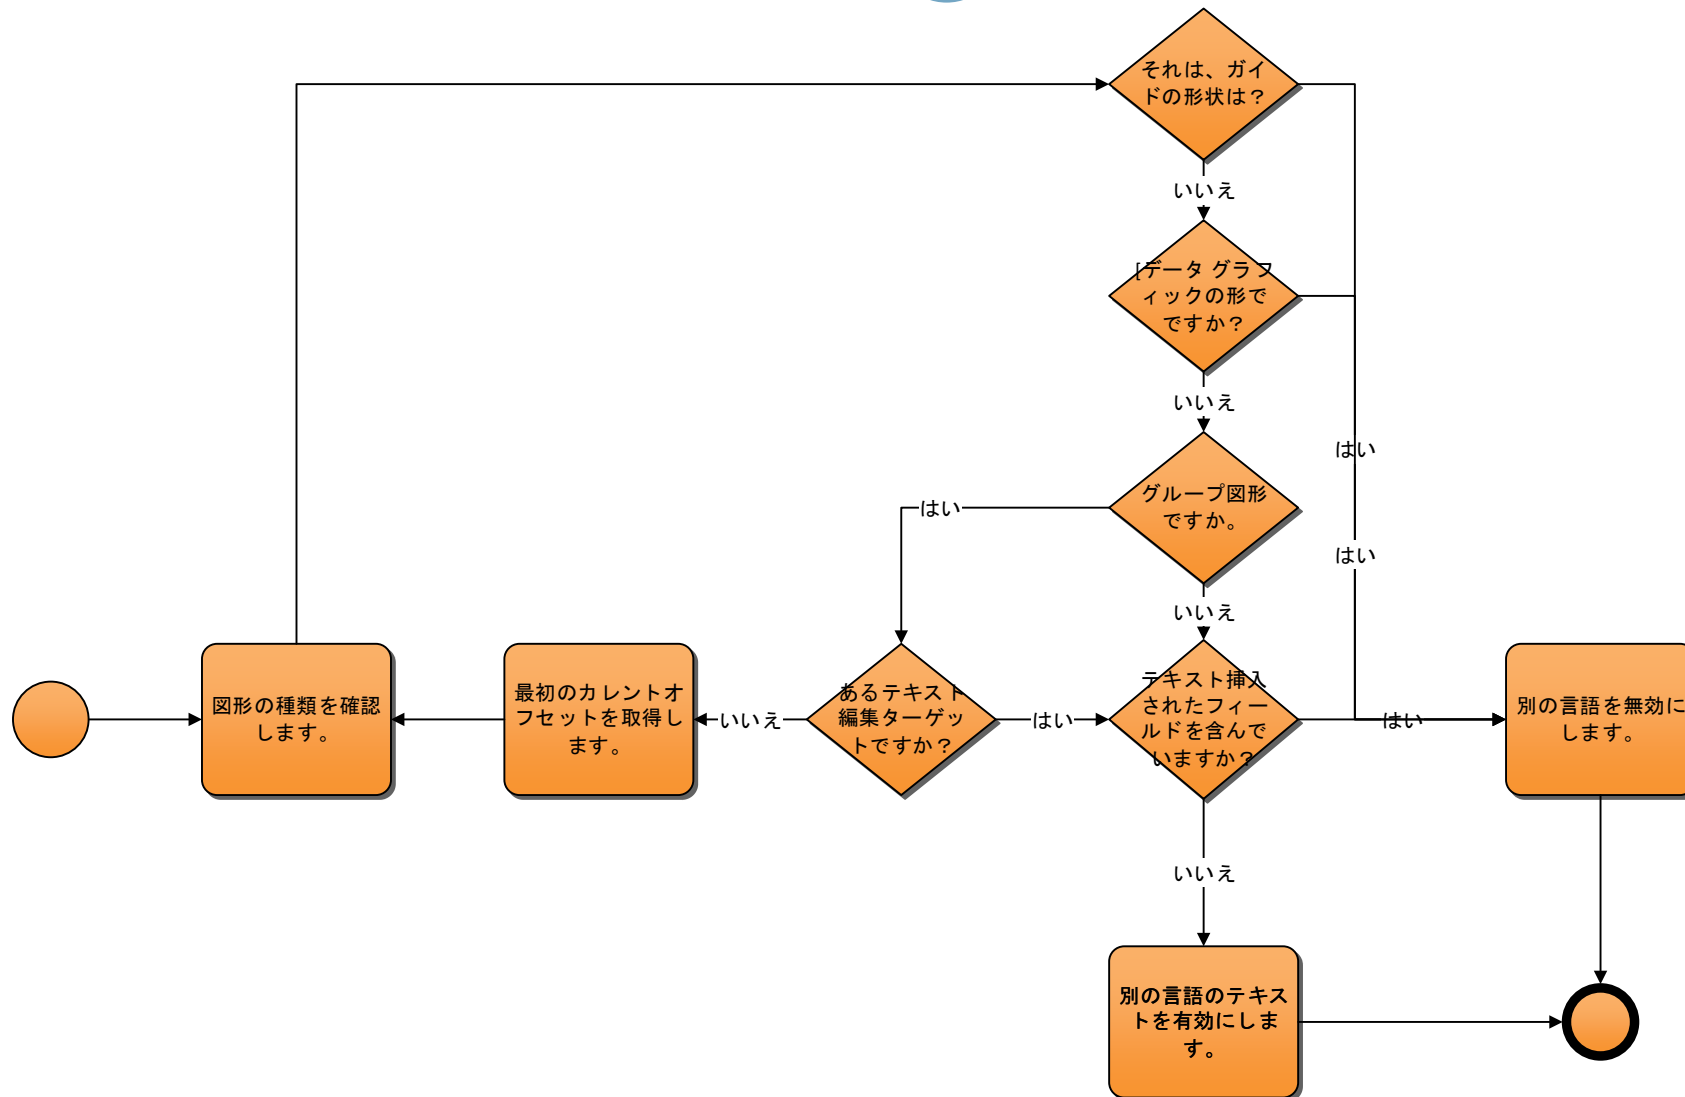 それは、ガイ
ドの形状は？
いいえ
[データ グラフ
ィックの形で
ですか？
いいえ
はい
グループ図形
ですか。
はい
はい
いいえ
図形の種類を確認
します。
最初のカレントオ
フセットを取得し
ます。
いいえ
あるテキスト
編集ターゲッ
トですか？
はい
テキスト挿入
されたフィー
ルドを含んで
いますか？
はい
別の言語を無効に
します。
いいえ
別の言語のテキス
トを有効にしま
す。